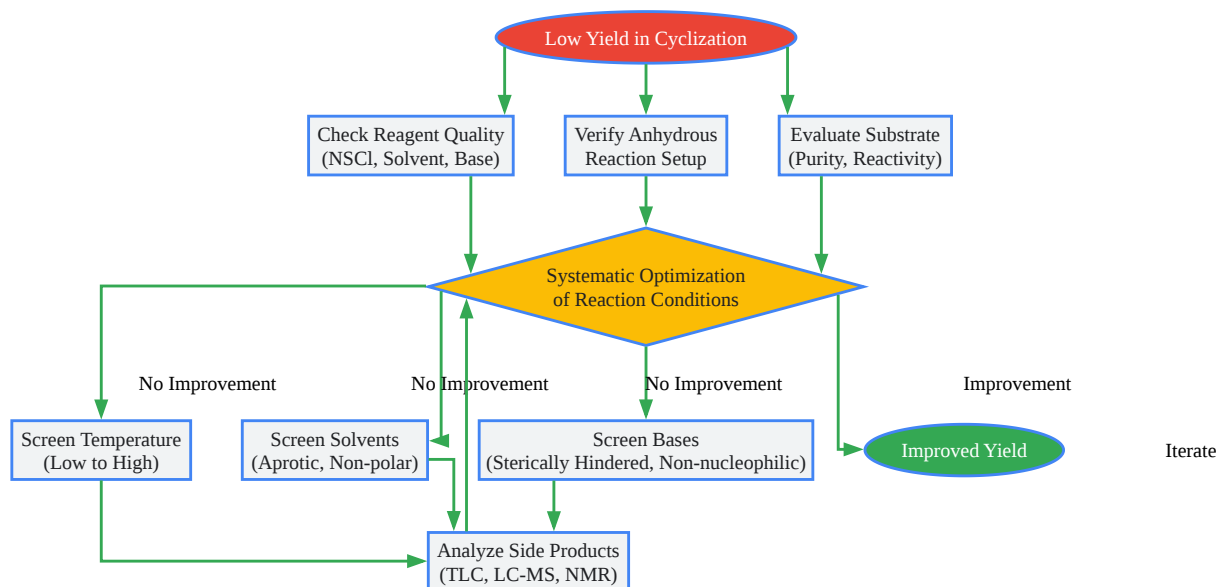 Low Yield in Cyclization
Check Reagent Quality
(NSCl, Solvent, Base)
Verify Anhydrous
Reaction Setup
Evaluate Substrate
(Purity, Reactivity)
Systematic Optimization
of Reaction Conditions
No Improvement
No Improvement
No Improvement
Improvement
Screen Temperature
(Low to High)
Screen Solvents
(Aprotic, Non-polar)
Screen Bases
(Sterically Hindered, Non-nucleophilic)
Improved Yield
Iterate
Analyze Side Products
(TLC, LC-MS, NMR)